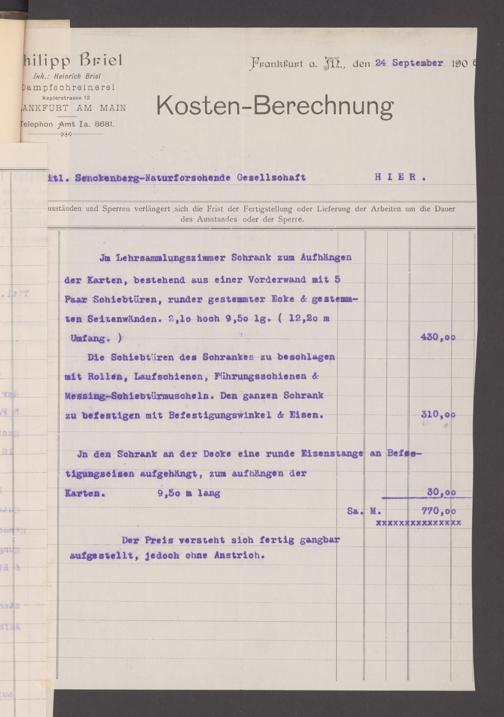 hilipp Briel
Inh.: Heinrich Briel
Dampfschreinerei
Keplerstrasse 12
ANKFURT AM MAIN
Telephon Amt Ia. 8681.
Frankfurt a. M., den 24 September 190
Kosten-Berechnung
itl. Senckenberg-Naturforschende Gesellschaft HIER.
usständen und Sperren verlängert sich die Frist der Fertigstellung oder Lieferung der Arbeiten um die Dauer
des Ausstandes oder der Sperre.
Jm Lehrsammlungszimmer Schrank zum Aufhängen
der Karten, bestehend aus einer Vorderwand mit 5
Paar Schiebtüren, runder gestemmter Ecke & gestemm-
ten Seitenwänden. 2,10 hoch 9,50 lg. ( 12,20 m
Umfang. ) 430,00
Die Schiebtüren des Schrankes zu beschlagen
mit Rollen, Laufschienen, Führungsschienen &
Messing-Schiebtürmuscheln. Den ganzen Schrank
zu befestigen mit Befestigungswinkel & Eisen. 310,00
Jn den Schrank an der Decke eine runde Eisenstange an Befes-
tigungseisen aufgehängt, zum aufhängen der
Karten. 9,50 m lang 30,00
Sa. M. 770,00
xxxxxxxxxxxxxxx
Der Preis versteht sich fertig gangbar
aufgestellt, jedoch ohne Anstrich.